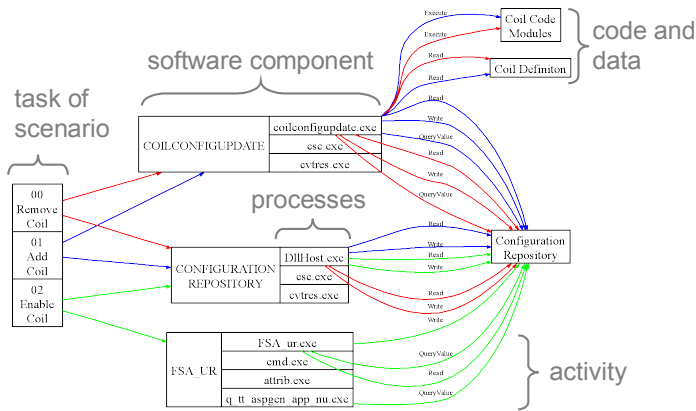 software component
code and
data
task of
scenario
processes
activity
00
Remove
Coil
01
Add
Coil
02
Enable
Coil
COILCONFIGUPDATE
coilconfigupdate.exe
csc.exe
cvtres.exe
CONFIGURATION
REPOSITORY
DllHost.exe
csc.exe
cvtres.exe
FSA_UR
FSA_ur.exe
cmd.exe
attrib.exe
q_tt_aspgen_app_nu.exe
Execute
Execute
Read
Read
Read
Write
QueryValue
Read
Write
QueryValue
Read
Write
Read
Write
Read
Write
Write
QueryValue
Read
QueryValue
Coil Code
Modules
Coil Definiton
Configuration
Repository